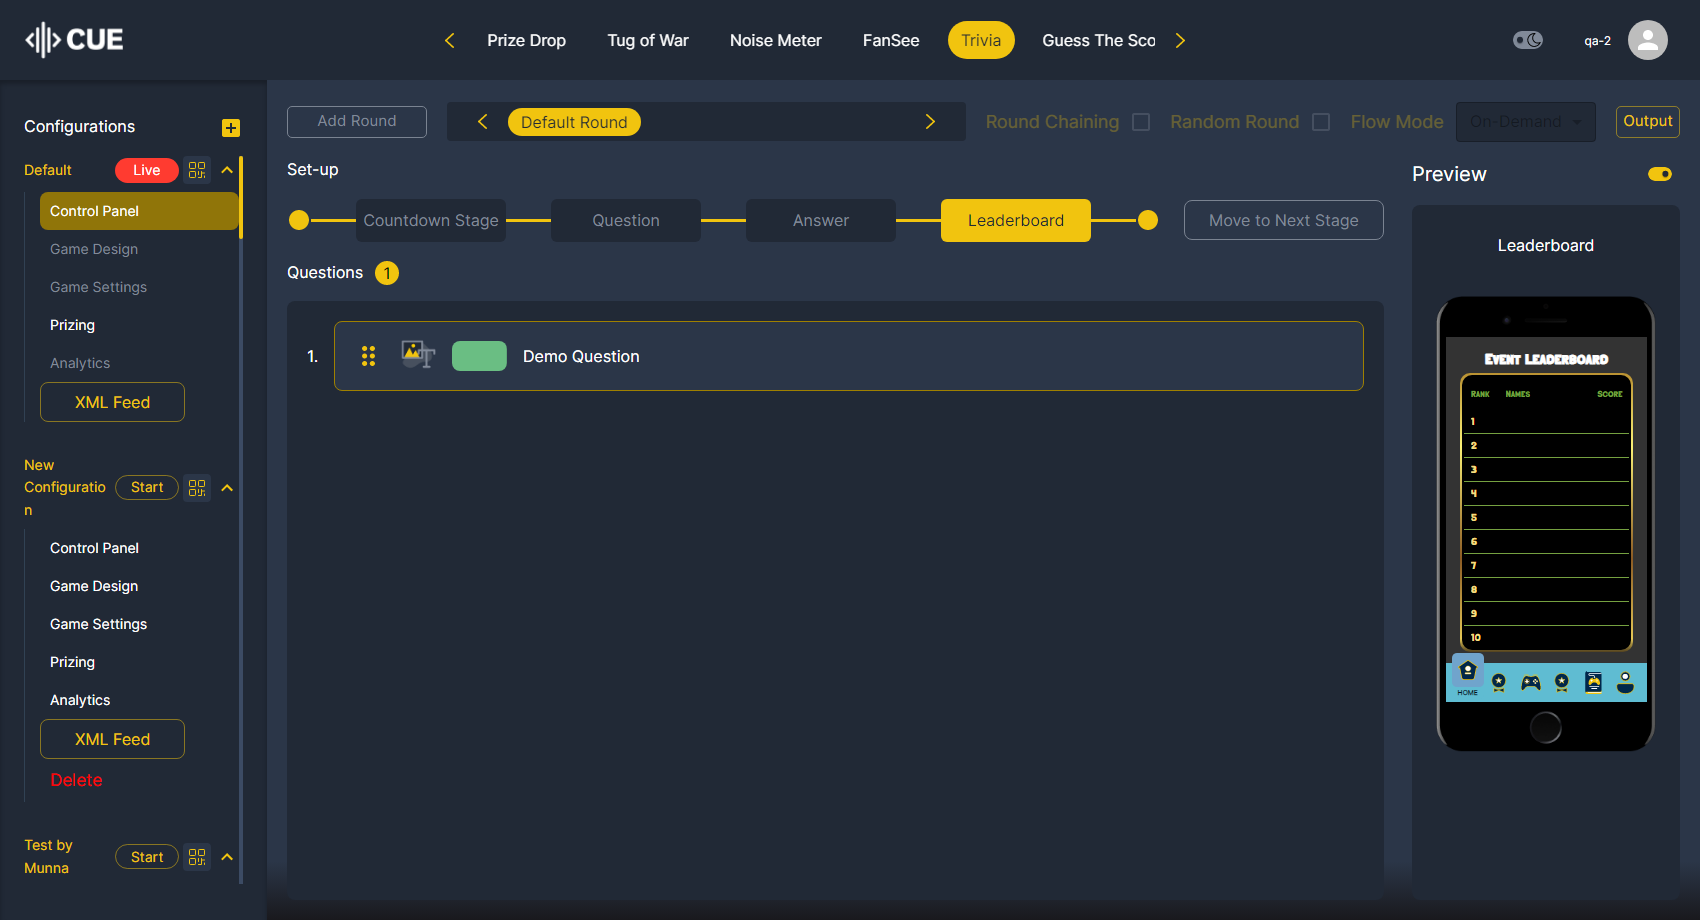 CUE
Prize Drop
Tug of War
Noise Meter
FanSee
Trivia
Guess The Sco
qa-2
Configurations
Default
Live
Control Panel
Game Design
Game Settings
Prizing
Analytics
XML Feed
New
Configuratio
n
Start
Control Panel
Game Design
Game Settings
Prizing
Analytics
XML Feed
Delete
Test by
Munna
Start
Add Round
Default Round
Round Chaining
Random Round
Flow Mode
On-Demand
Output
Set-up
Countdown Stage
Question
Answer
Leaderboard
Move to Next Stage
Questions 1
1. Demo Question
Preview
Leaderboard
Event Leaderboard
Rank Names Score
1
2
3
4
5
6
7
8
9
10
HOME